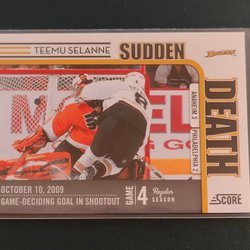 TEEMU SELANNE
SUDDEN
DEATH
ANAHEIM 3
PHILADELPHIA 2
OCTOBER 10, 2009
GAME-DECIDING GOAL IN SHOOTOUT
GAME 4 Regular
SEASON
SCORE